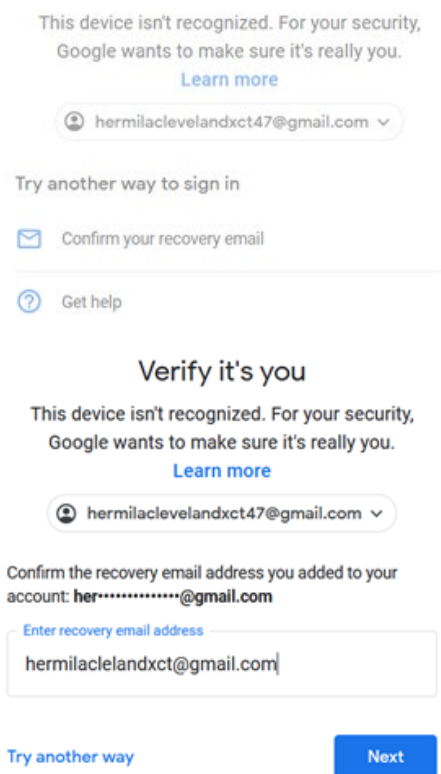 This device isn't recognized. For your security,
Google wants to make sure it's really you.
Learn more
hermilaclevelandxct47@gmail.com
Try another way to sign in
Confirm your recovery email
Get help
Verify it's you
This device isn't recognized. For your security,
Google wants to make sure it's really you.
Learn more
hermilaclevelandxct47@gmail.com
Confirm the recovery email address you added to your
account: her••••••••••••••@gmail.com
Enter recovery email address
hermilaclelandxct@gmail.com
Try another way
Next